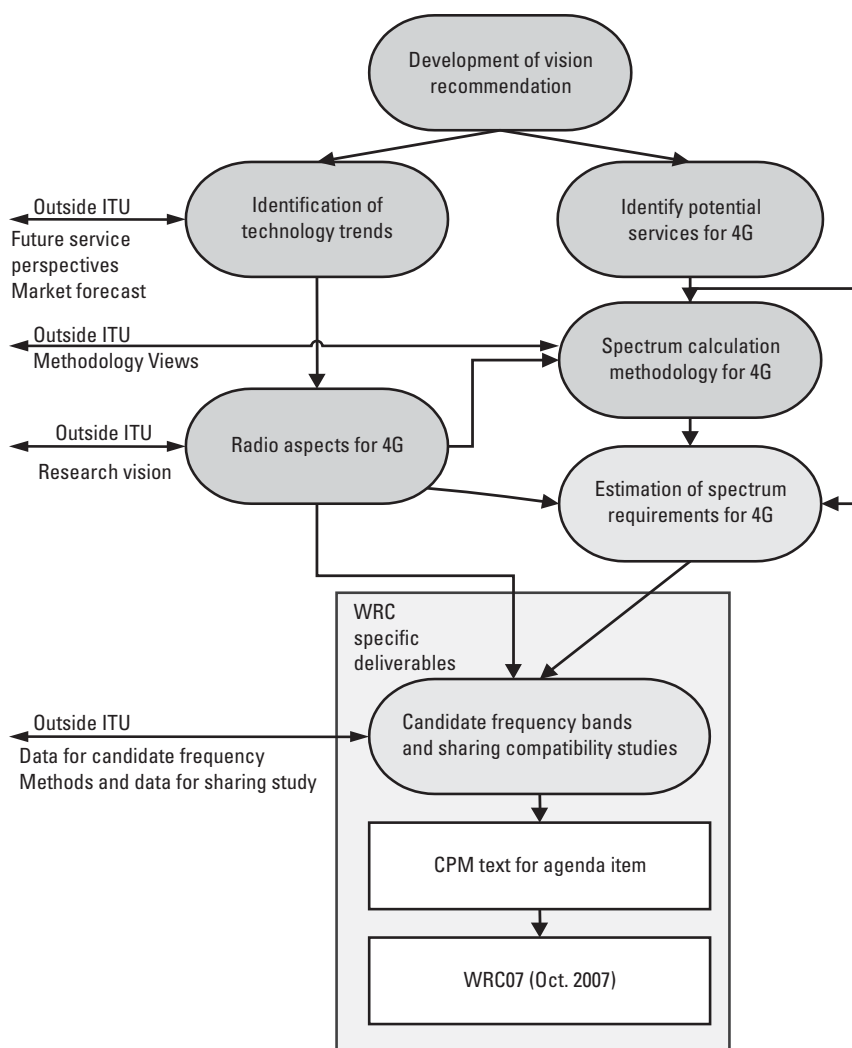 Development of vision
recommendation
Outside ITU
Future service
perspectives
Market forecast
Identification of
technology trends
Identify potential
services for 4G
Outside ITU
Methodology Views
Spectrum calculation
methodology for 4G
Outside ITU
Research vision
Radio aspects for 4G
Estimation of spectrum
requirements for 4G
WRC
specific
deliverables
Outside ITU
Data for candidate frequency
Methods and data for sharing study
Candidate frequency bands
and sharing compatibility studies
CPM text for agenda item
WRC07 (Oct. 2007)